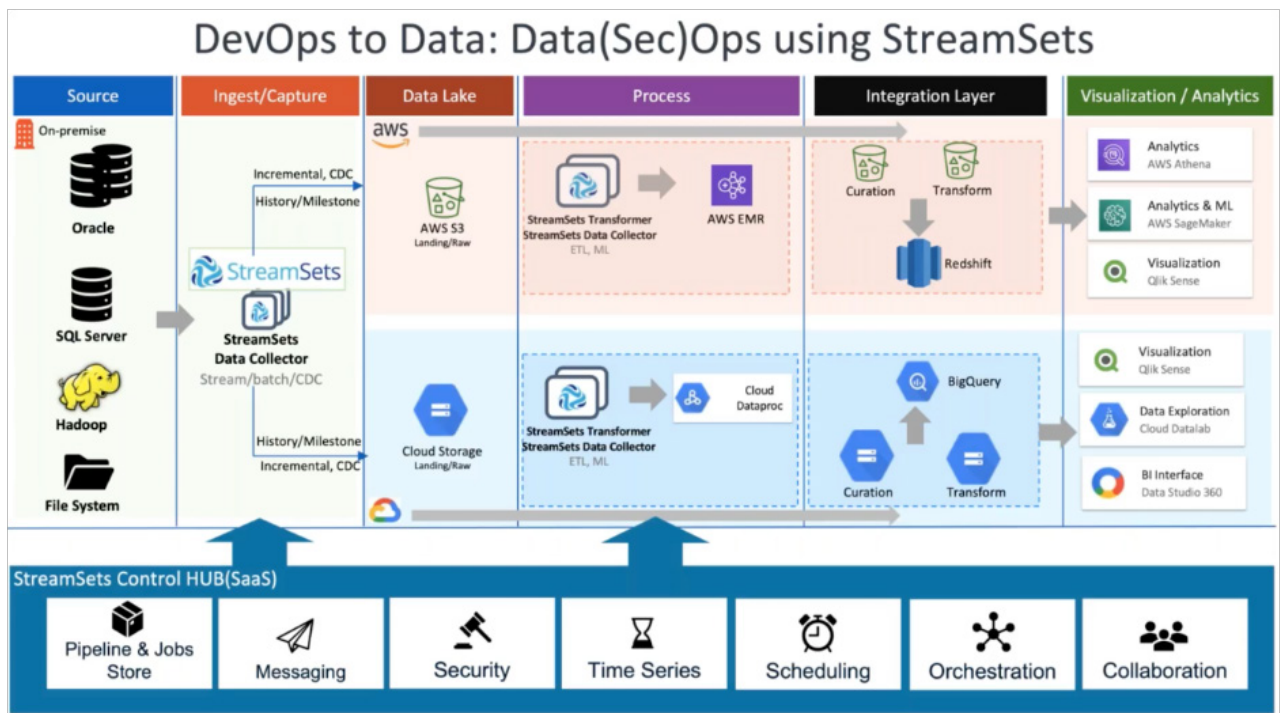 DevOps to Data: Data(Sec)Ops using StreamSets
Source
Ingest/Capture
Data Lake
Process
Integration Layer
Visualization / Analytics
On-premise
Oracle
SQL Server
Hadoop
File System
Incremental, CDC
History/Milestone
StreamSets
StreamSets
Data Collector
Stream/batch/CDC
History/Milestone
Incremental, CDC
aws
AWS S3
Landing/Raw
StreamSets Transformer
StreamSets Data Collector
ETL, ML
AWS EMR
Curation
Transform
Redshift
Analytics
AWS Athena
Analytics & ML
AWS SageMaker
Visualization
Qlik Sense
Cloud Storage
Landing/Raw
StreamSets Transformer
StreamSets Data Collector
ETL, ML
Cloud
Dataproc
BigQuery
Curation
Transform
Visualization
Qlik Sense
Data Exploration
Cloud Datalab
BI Interface
Data Studio 360
StreamSets Control HUB(SaaS)
Pipeline & Jobs
Store
Messaging
Security
Time Series
Scheduling
Orchestration
Collaboration